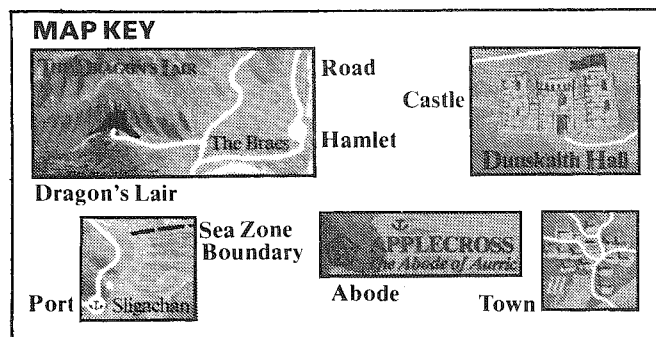 MAP KEY
THE DRAGON'S LAIR
Road
Castle
The Braes
Hamlet
Dunskaith Hall
Dragon's Lair
Sea Zone
Boundary
APPLECROSS
The Abode of Aurric
Port
Sligachan
Abode
Town